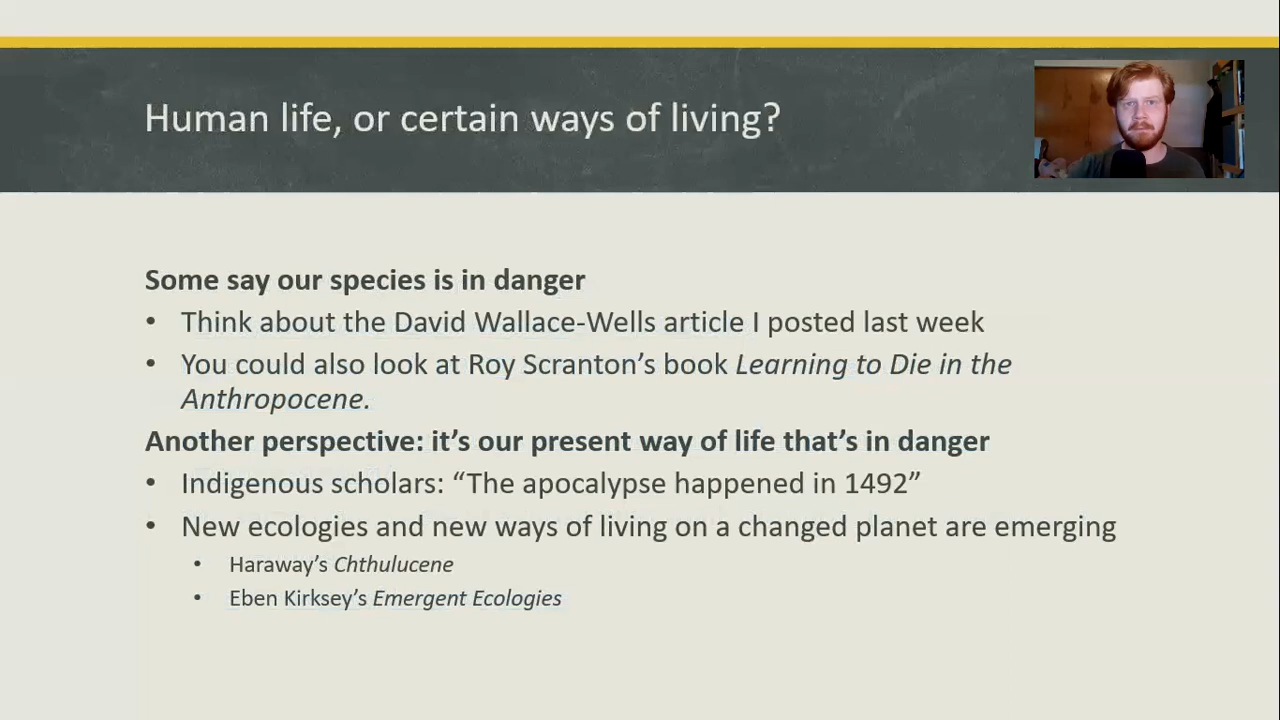 Human life, or certain ways of living?
Some say our species is in danger
• Think about the David Wallace-Wells article I posted last week
• You could also look at Roy Scranton’s book Learning to Die in the
Anthropocene.
Another perspective: it’s our present way of life that’s in danger
• Indigenous scholars: “The apocalypse happened in 1492”
• New ecologies and new ways of living on a changed planet are emerging
• Haraway’s Chthulucene
• Eben Kirksey’s Emergent Ecologies